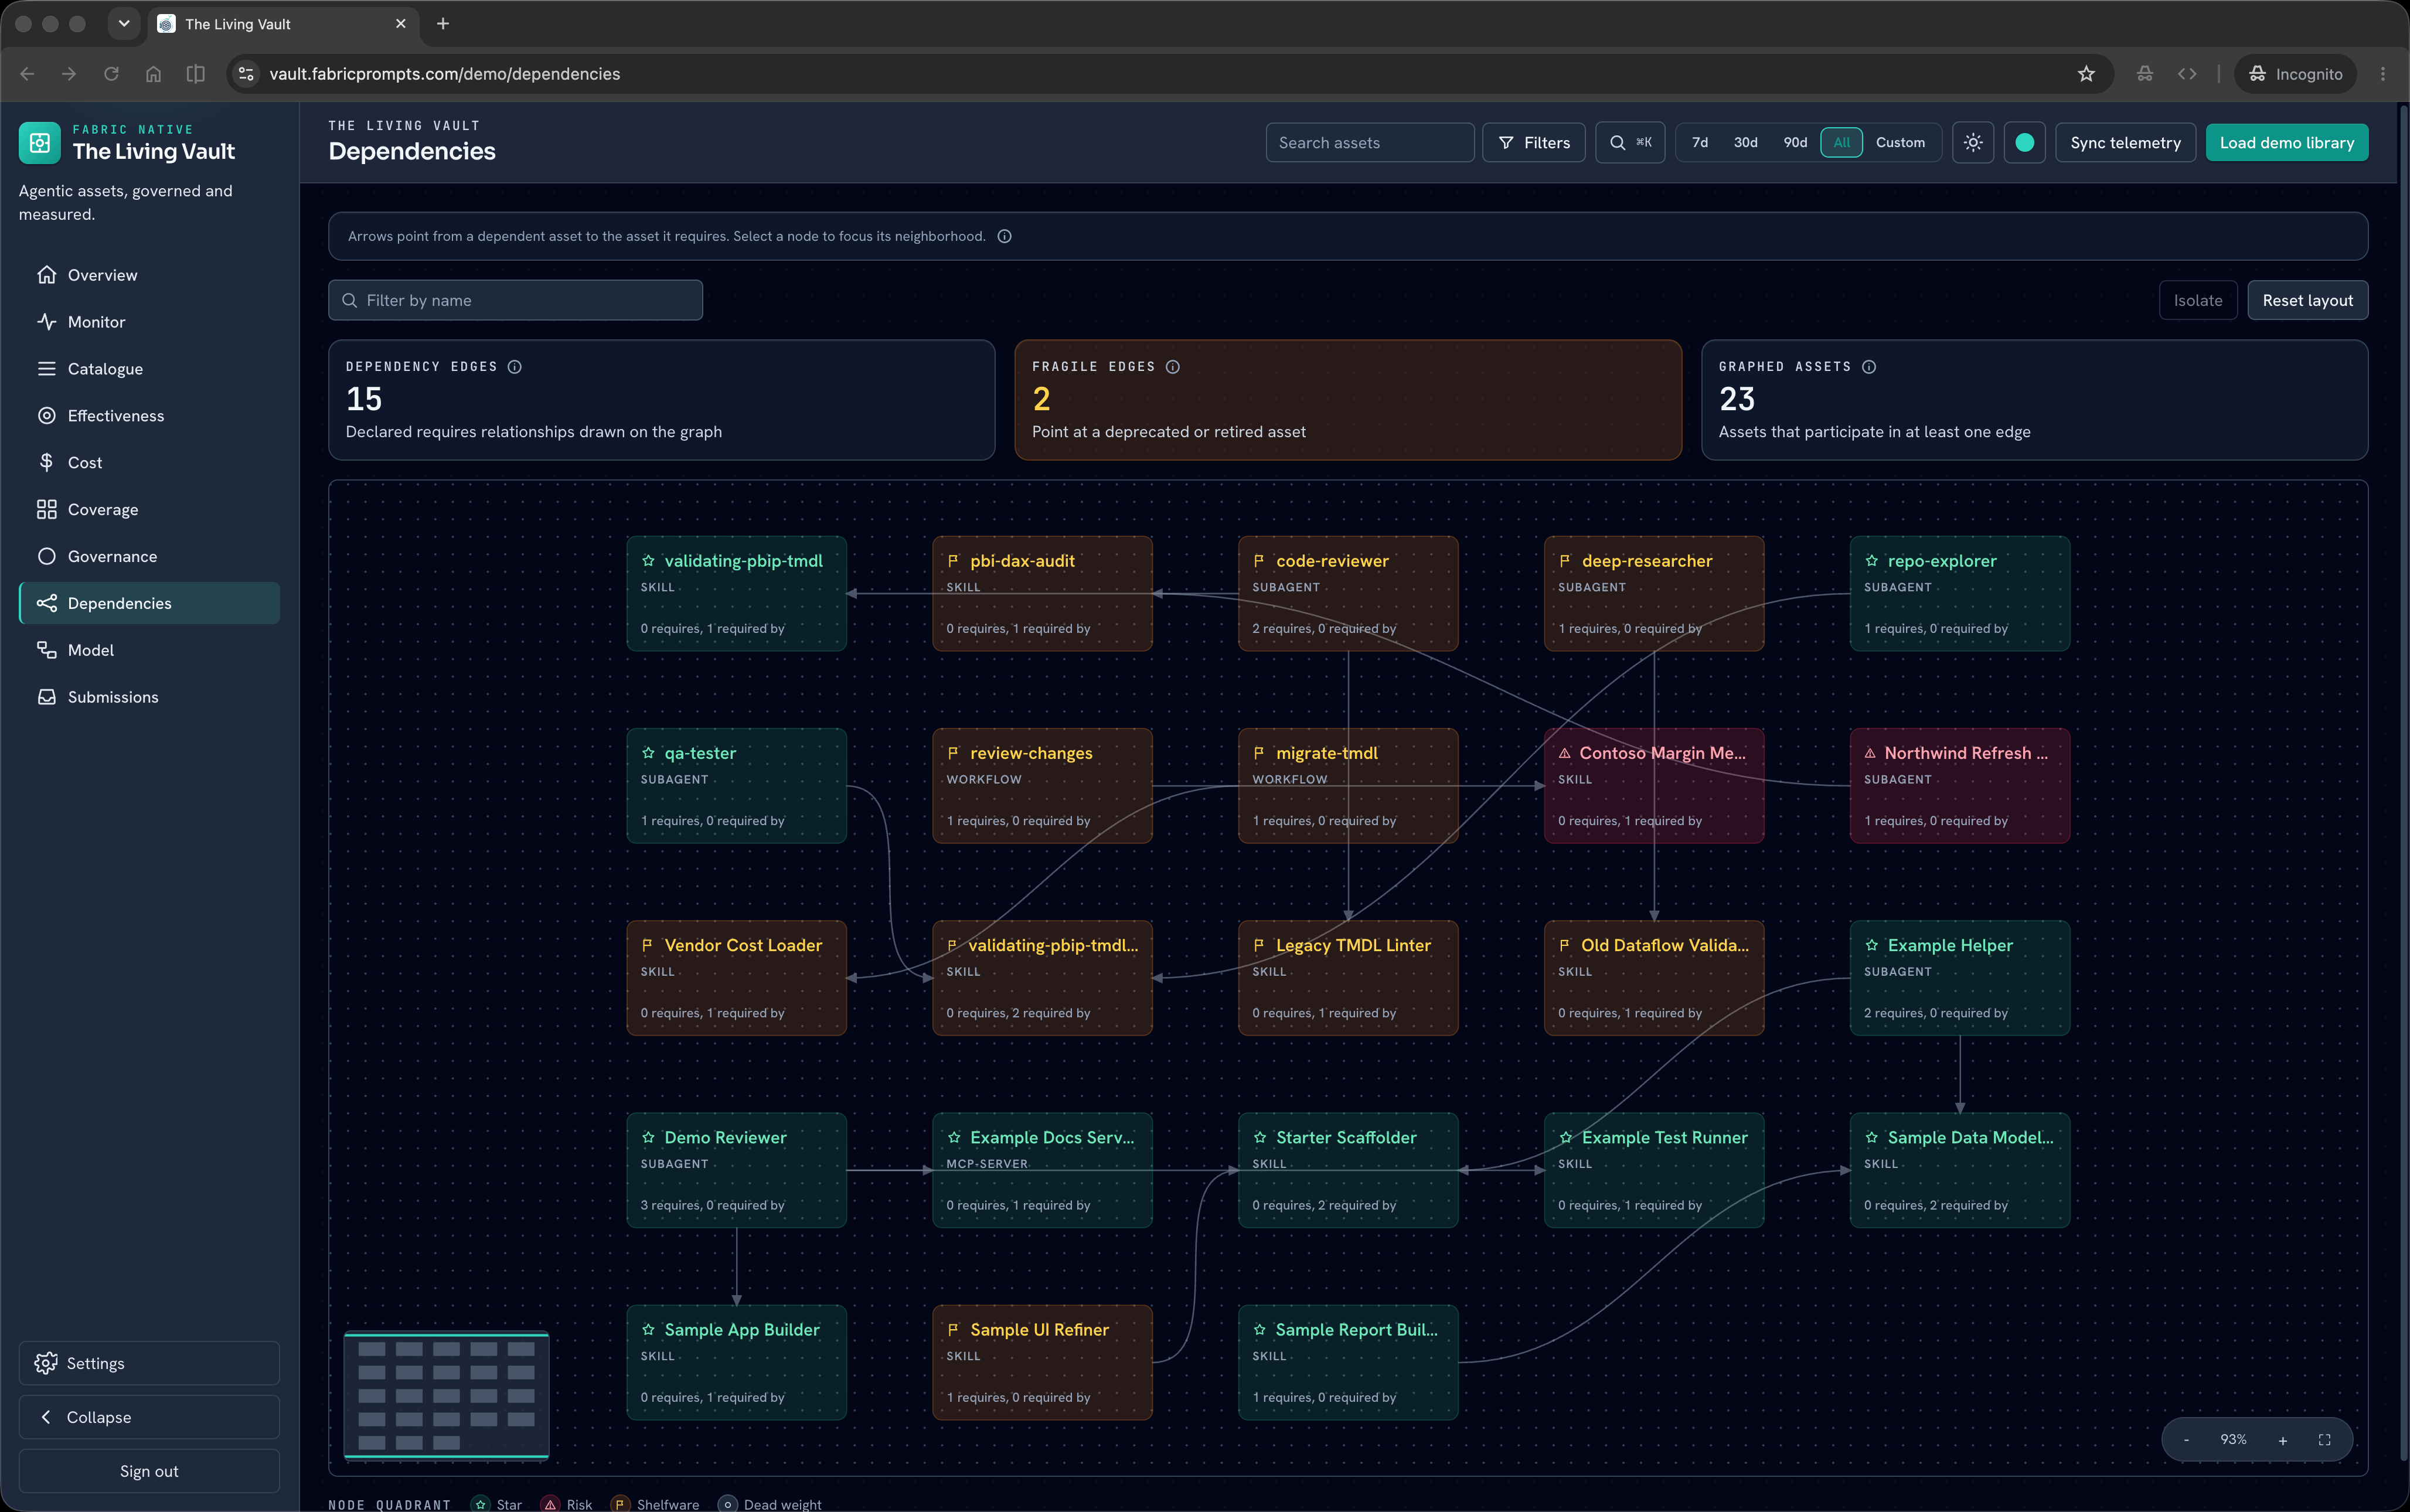 The Living Vault
vault.fabricprompts.com/demo/dependencies
Incognito
FABRIC NATIVE
The Living Vault
Agentic assets, governed and
measured.
Overview
Monitor
Catalogue
Effectiveness
Cost
Coverage
Governance
Dependencies
Model
Submissions
Settings
Collapse
Sign out
THE LIVING VAULT
Dependencies
Search assets
Filters
⌘K
7d 30d 90d All Custom
Sync telemetry
Load demo library
Arrows point from a dependent asset to the asset it requires. Select a node to focus its neighborhood.
Filter by name
Isolate
Reset layout
DEPENDENCY EDGES
15
Declared requires relationships drawn on the graph
FRAGILE EDGES
2
Point at a deprecated or retired asset
GRAPHED ASSETS
23
Assets that participate in at least one edge
validating-pbip-tmdl
SKILL
0 requires, 1 required by
pbi-dax-audit
SKILL
0 requires, 1 required by
code-reviewer
SUBAGENT
2 requires, 0 required by
deep-researcher
SUBAGENT
1 requires, 0 required by
repo-explorer
SUBAGENT
1 requires, 0 required by
qa-tester
SUBAGENT
1 requires, 0 required by
review-changes
WORKFLOW
1 requires, 0 required by
migrate-tmdl
WORKFLOW
1 requires, 0 required by
Contoso Margin Me...
SKILL
0 requires, 1 required by
Northwind Refresh ...
SUBAGENT
1 requires, 0 required by
Vendor Cost Loader
SKILL
0 requires, 1 required by
validating-pbip-tmdl...
SKILL
0 requires, 2 required by
Legacy TMDL Linter
SKILL
0 requires, 1 required by
Old Dataflow Valida...
SKILL
0 requires, 1 required by
Example Helper
SUBAGENT
2 requires, 0 required by
Demo Reviewer
SUBAGENT
3 requires, 0 required by
Example Docs Serv...
MCP-SERVER
0 requires, 1 required by
Starter Scaffolder
SKILL
0 requires, 2 required by
Example Test Runner
SKILL
0 requires, 1 required by
Sample Data Model...
SKILL
0 requires, 2 required by
Sample App Builder
SKILL
0 requires, 1 required by
Sample UI Refiner
SKILL
1 requires, 0 required by
Sample Report Buil...
SKILL
1 requires, 0 required by
- 93% +
NODE QUADRANT Star Risk Shelfware Dead weight